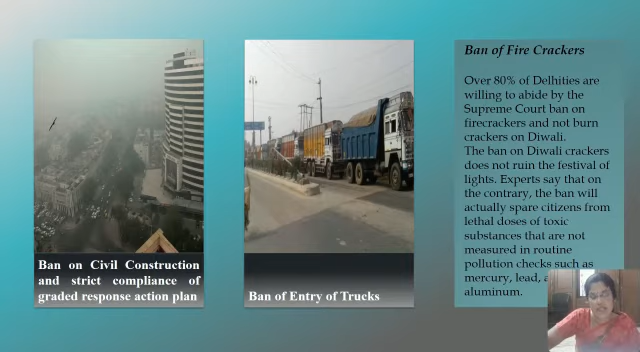 Ban on Civil Construction
and strict compliance of
graded response action plan
Ban of Entry of Trucks
Ban of Fire Crackers
Over 80% of Delhities are
willing to abide by the
Supreme Court ban on
firecrackers and not burn
crackers on Diwali.
The ban on Diwali crackers
does not ruin the festival of
lights. Experts say that on
the contrary, the ban will
actually spare citizens from
lethal doses of toxic
substances that are not
measured in routine
pollution checks such as
mercury, lead, a
aluminum.